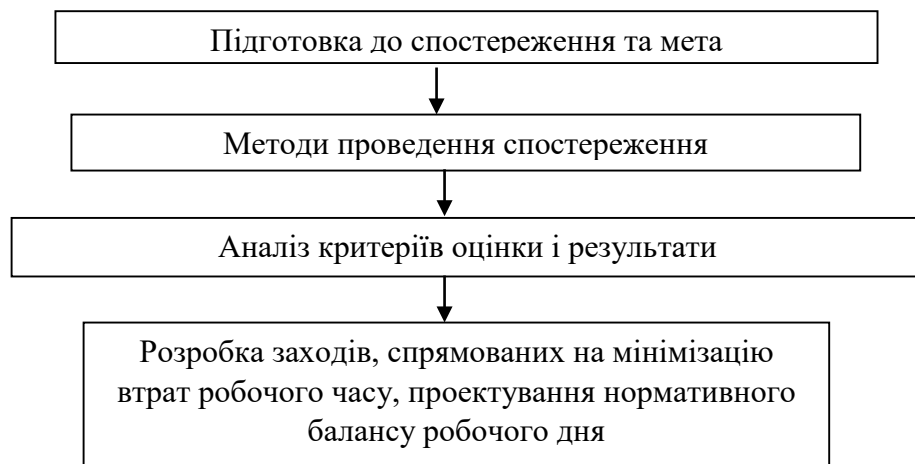 Підготовка до спостереження та мета
Методи проведення спостереження
Аналіз критеріїв оцінки і результати
Розробка заходів, спрямованих на мінімізацію
втрат робочого часу, проектування нормативного
балансу робочого дня